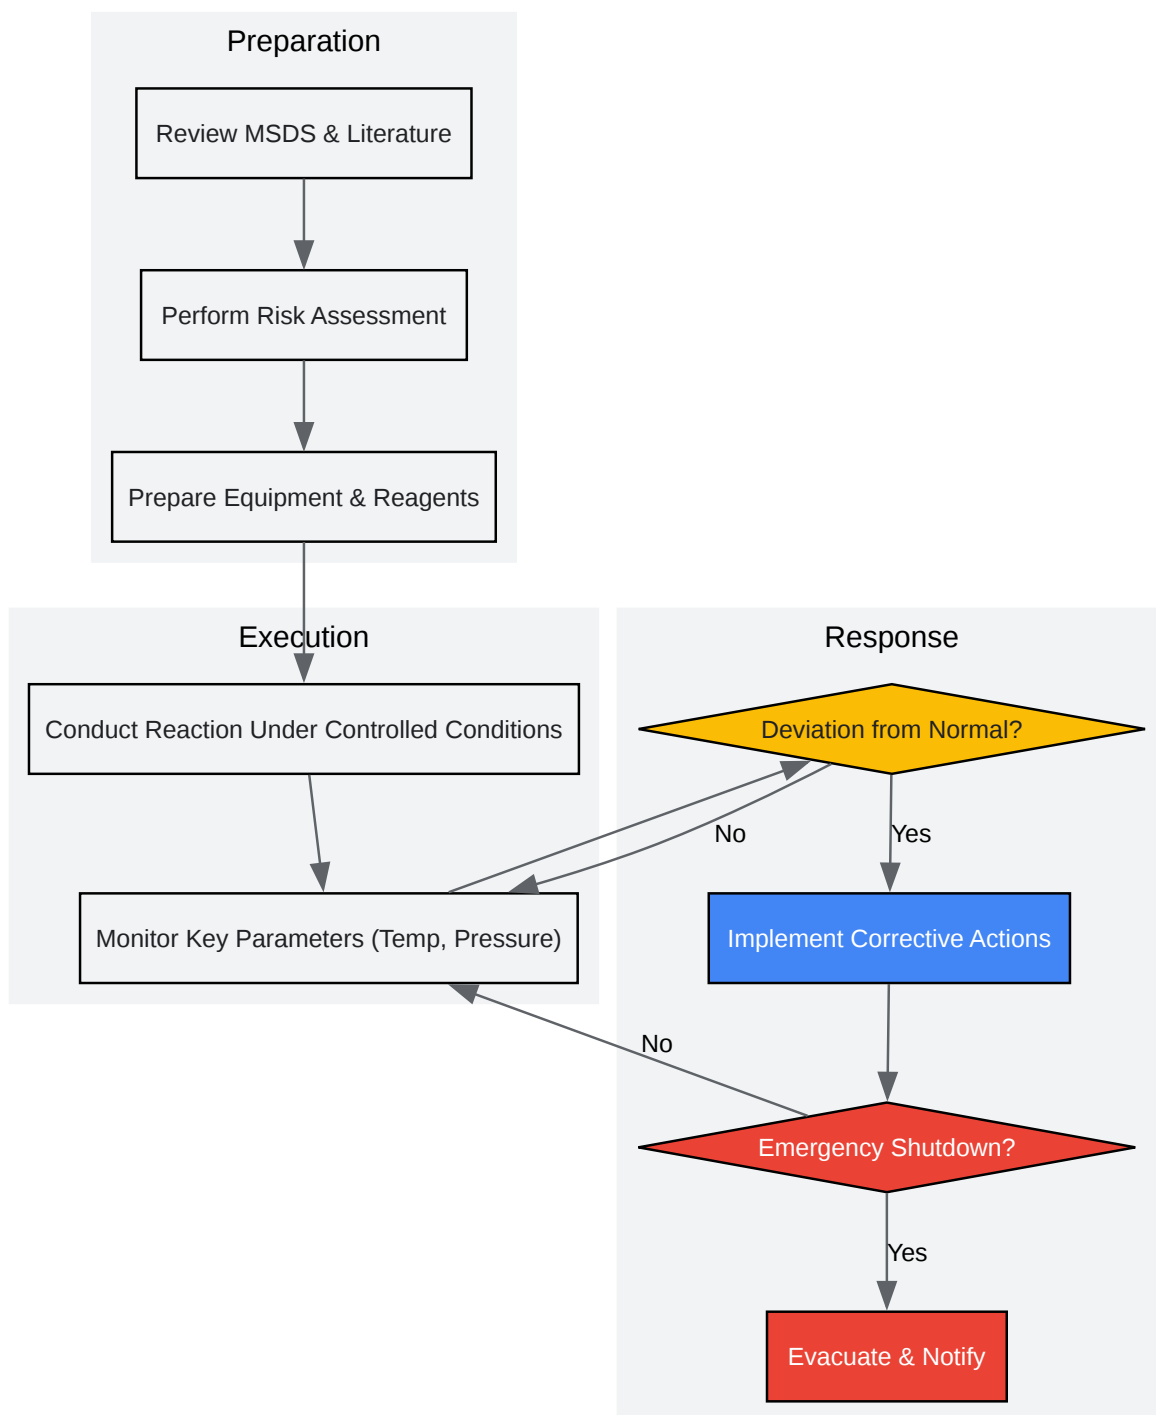 Preparation
Review MSDS & Literature
Perform Risk Assessment
Prepare Equipment & Reagents
Execution
Conduct Reaction Under Controlled Conditions
Monitor Key Parameters (Temp, Pressure)
Response
Deviation from Normal?
No
Yes
Implement Corrective Actions
No
Emergency Shutdown?
Yes
Evacuate & Notify